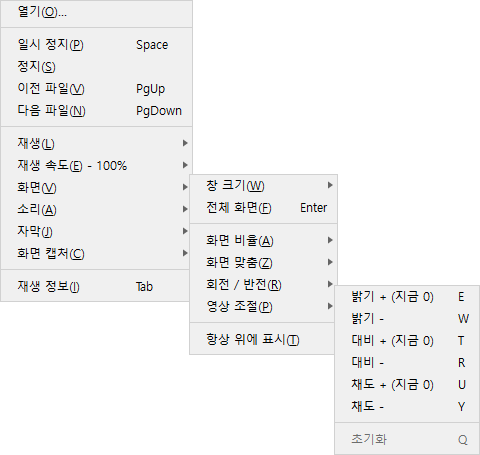 열기(O)...
일시 정지(P) Space
정지(S)
이전 파일(V) PgUp
다음 파일(N) PgDown
재생(L)
재생 속도(E) - 100%
화면(V)
소리(A)
자막(J)
화면 캡처(C)
재생 정보(I) Tab
창 크기(W)
전체 화면(F) Enter
화면 비율(A)
화면 맞춤(Z)
회전 / 반전(R)
영상 조절(P)
항상 위에 표시(T)
밝기 + (지금 0) E
밝기 - W
대비 + (지금 0) T
대비 - R
채도 + (지금 0) U
채도 - Y
초기화 Q